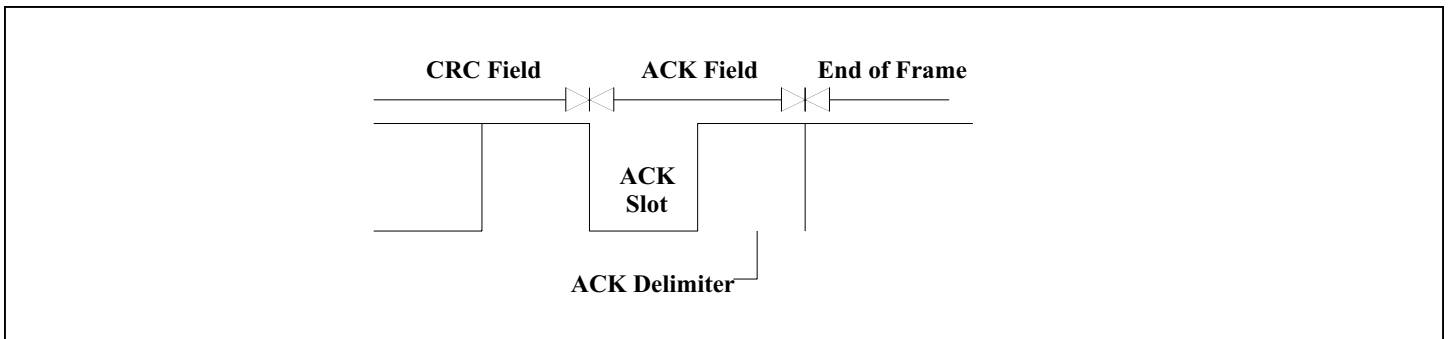 CRC Field
ACK Field
End of Frame
ACK
Slot
ACK Delimiter